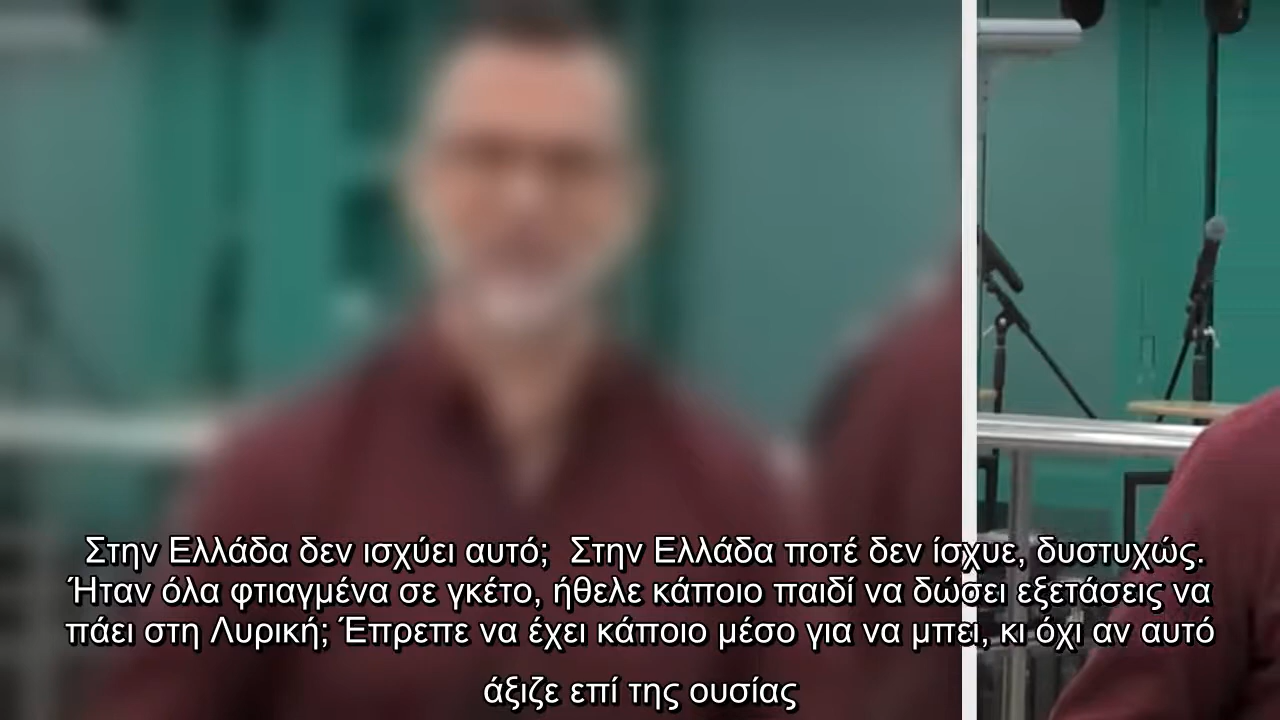 Στην Ελλάδα δεν ισχύει αυτό;  Στην Ελλάδα ποτέ δεν ίσχυε, δυστυχώς.
Ήταν όλα φτιαγμένα σε γκέτο, ήθελε κάποιο παιδί να δώσει εξετάσεις να
πάει στη Λυρική; Έπρεπε να έχει κάποιο μέσο για να μπει, κι όχι αν αυτό
άξιζε επί της ουσίας